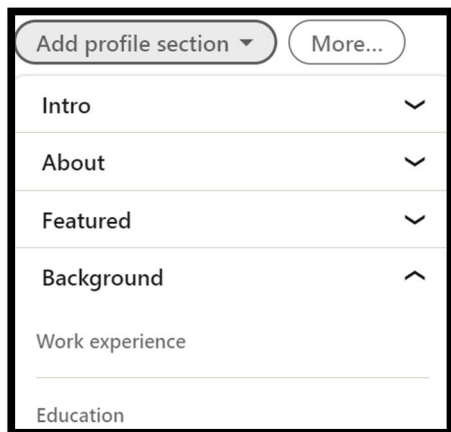 Add profile section More...
Intro
About
Featured
Background
Work experience
Education